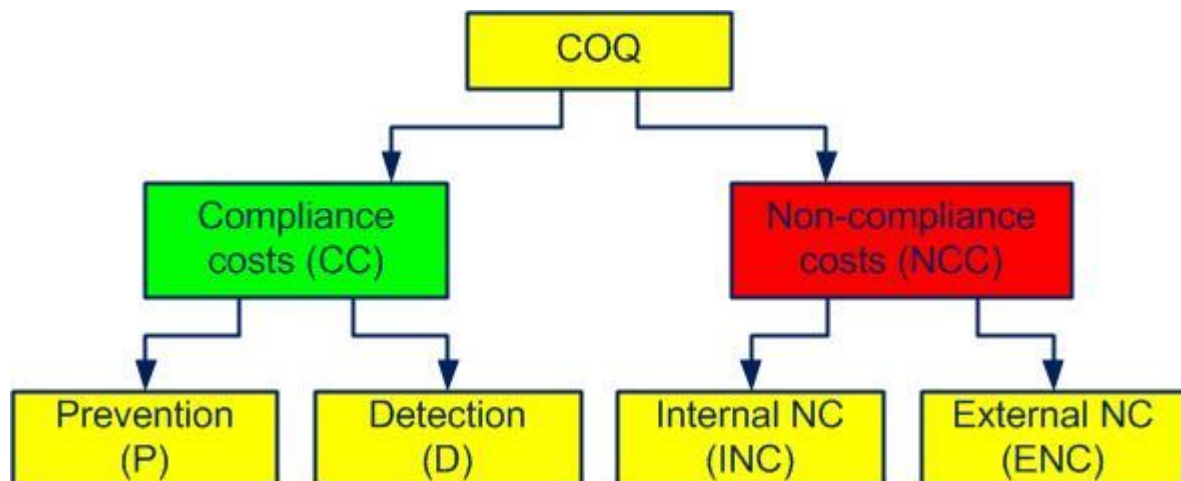 COQ
Compliance
costs (CC)
Non-compliance
costs (NCC)
Prevention
(P)
Detection
(D)
Internal NC
(INC)
External NC
(ENC)